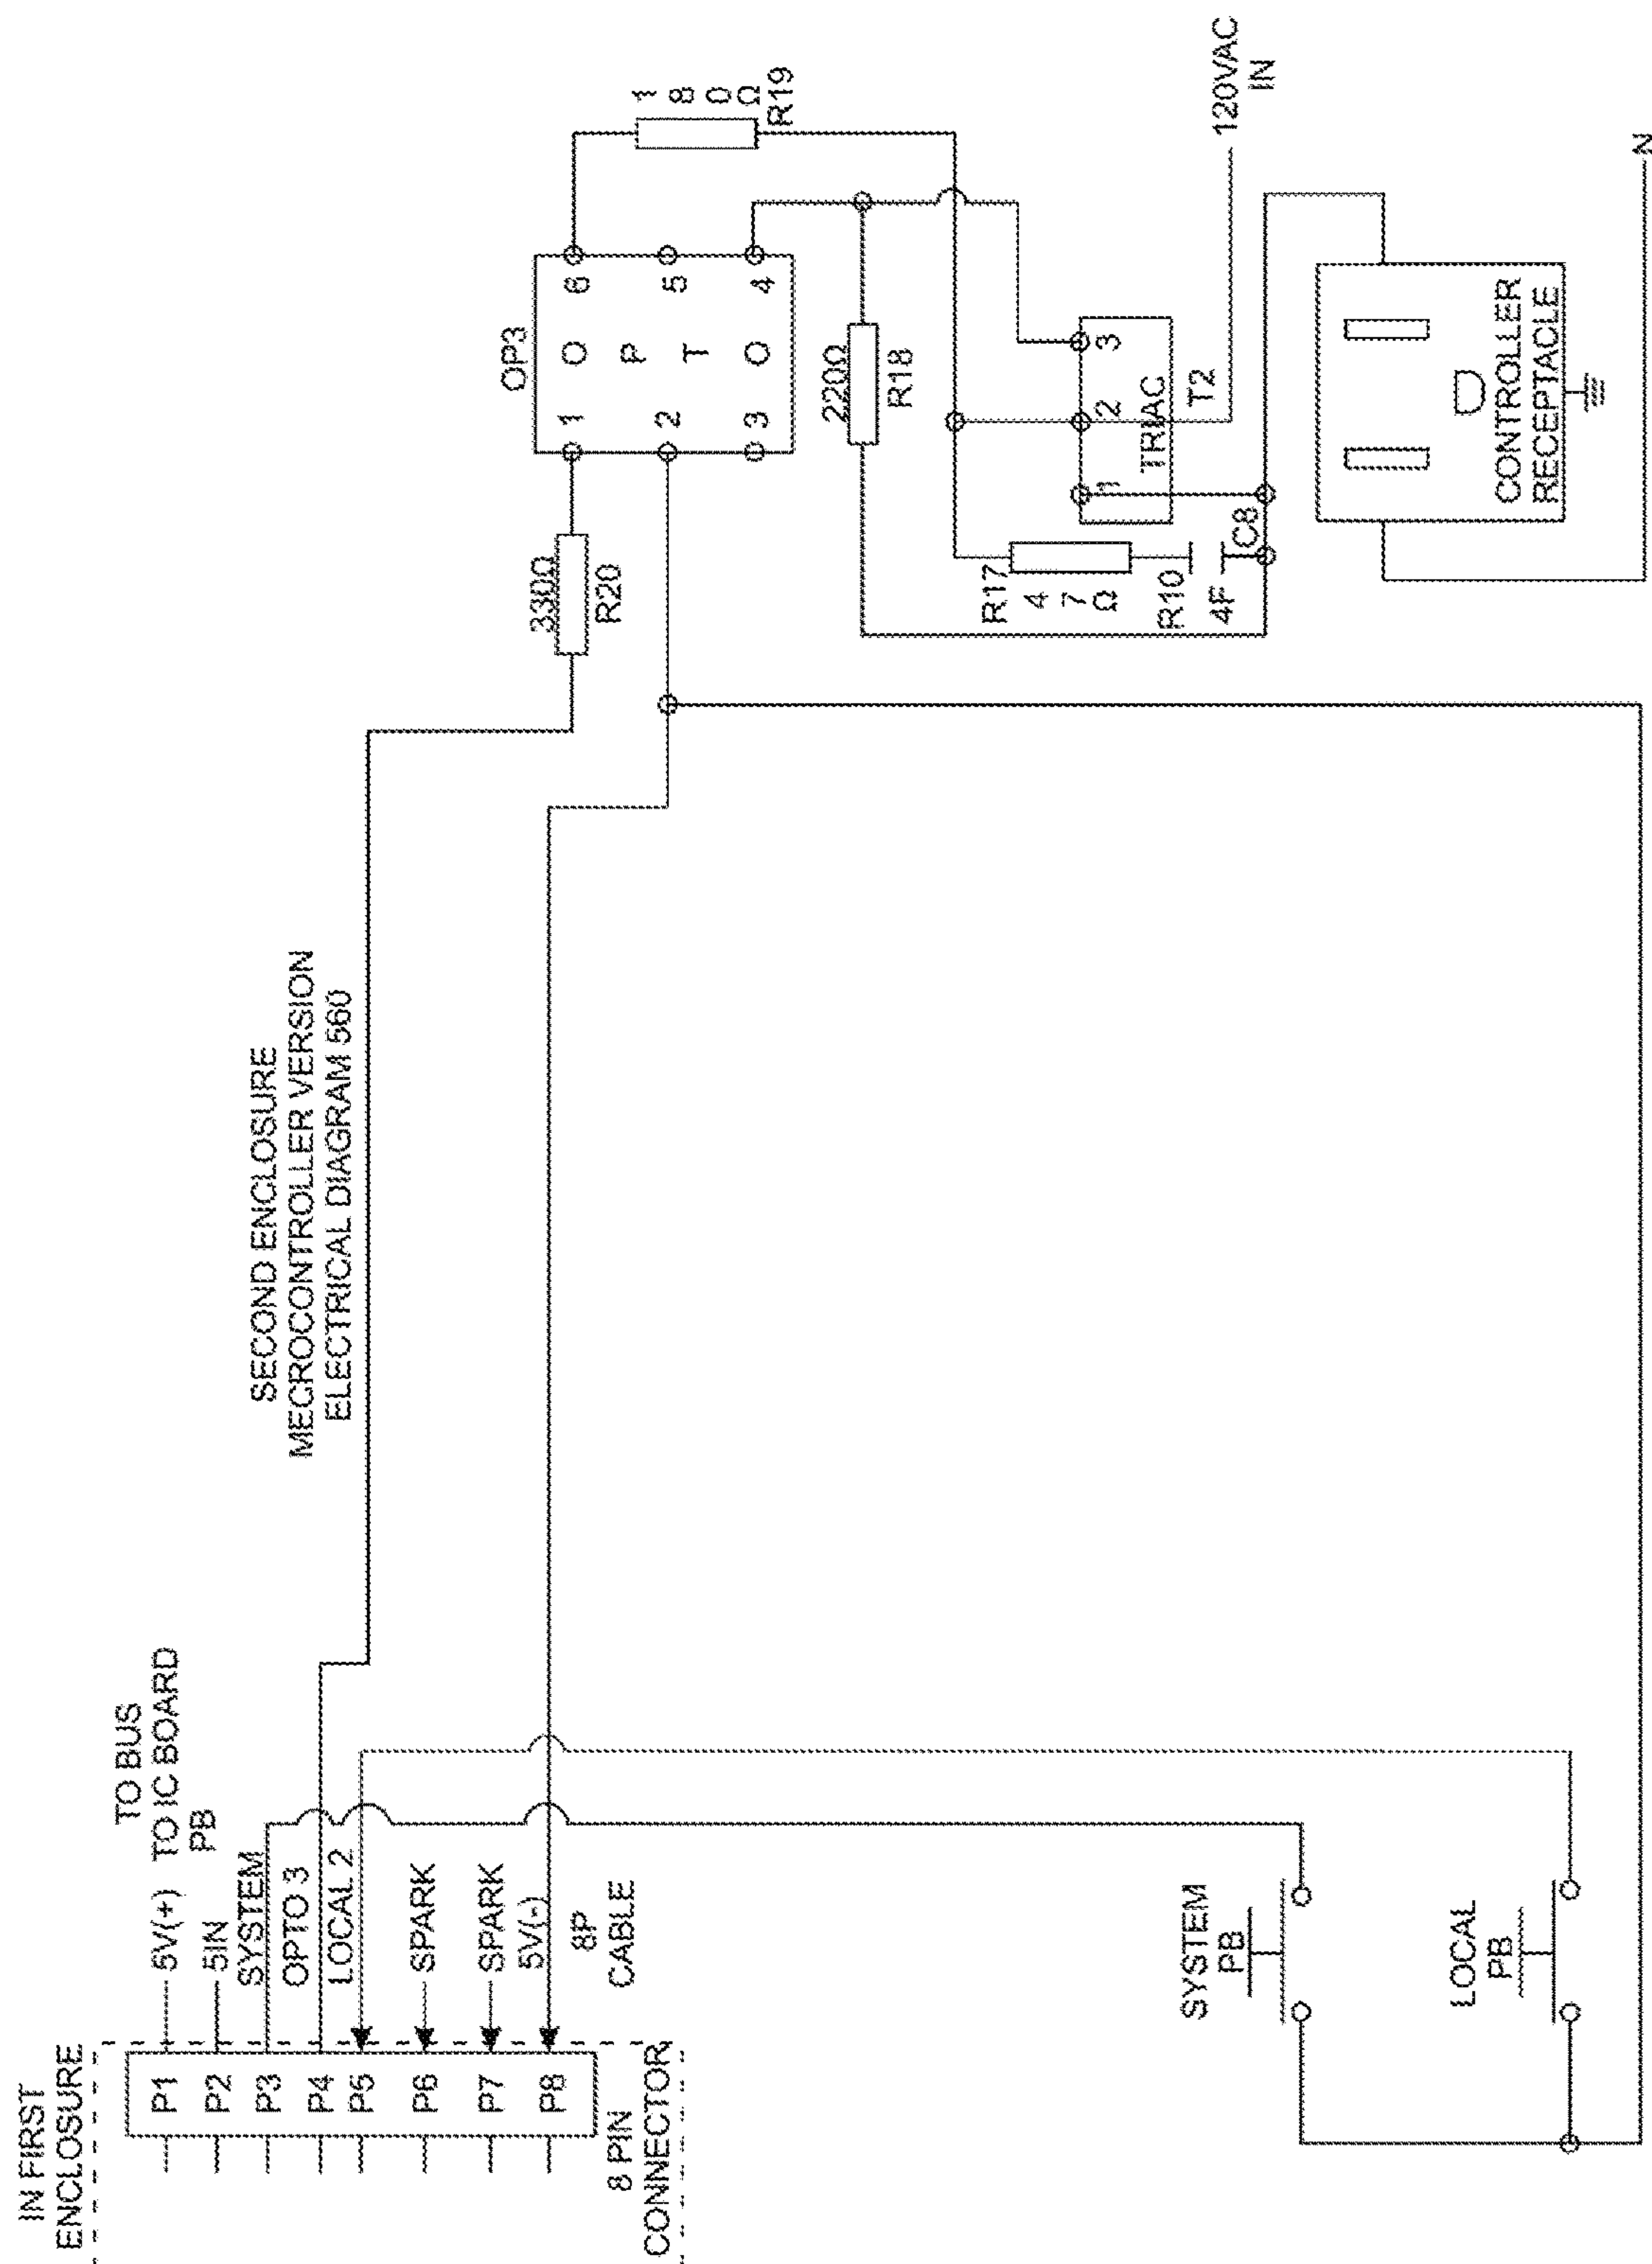 IN FIRST
ENCLOSURE
P1
P2
P3
P4
P5
P6
P7
P8
8 PIN
CONNECTOR
5V(+)
TO BUS
TO IC BOARD
PB
5IN
SYSTEM
OPTO 3
LOCAL 2
SPARK
SPARK
5V(-)
8P
CABLE
SECOND ENCLOSURE
MECROCONTROLLER VERSION
ELECTRICAL DIAGRAM 560
330Ω
R20
OP3
1
2
3
O
P
T
O
6
5
4
1
8
0
Ω
R19
220Ω
R18
R17
4
7
Ω
R10
4F
C8
1
2
3
TRIAC
T2
120VAC
IN
CONTROLLER
RECEPTACLE
N
SYSTEM
PB
LOCAL
PB